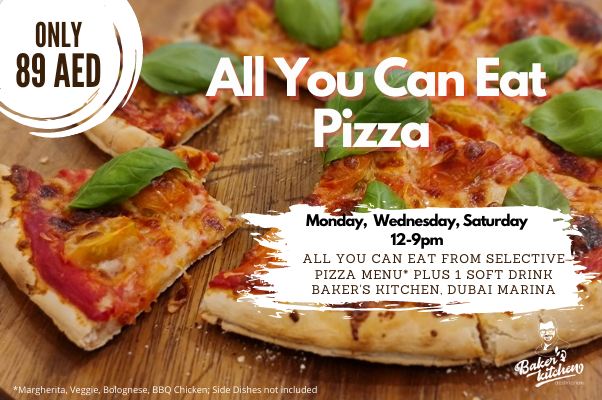 ONLY
89 AED
All You Can Eat
Pizza
Monday, Wednesday, Saturday
12-9pm
ALL YOU CAN EAT FROM SELECTIVE
PIZZA MENU* PLUS 1 SOFT DRINK
BAKER'S KITCHEN, DUBAI MARINA
Baker's
kitchen
*Margherita, Veggie, Bolognese, BBQ Chicken; Side Dishes not included